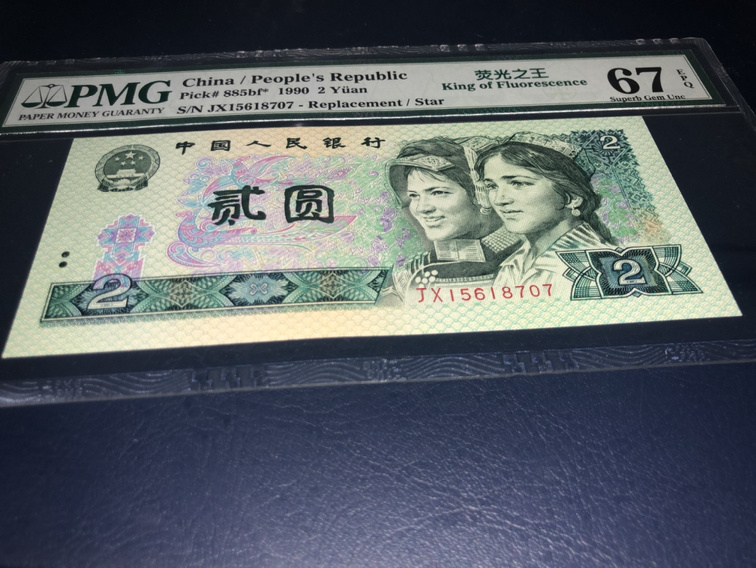 PMG
PAPER MONEY GUARANTY
China / People's Republic
Pick# 885bf* 1990 2 Yüan
S/N JX15618707 - Replacement / Star
荧光之王
King of Fluorescence
67
EPQ
Superb Gem Unc
中国人民银行
2
贰圆
2
2
JX15618707